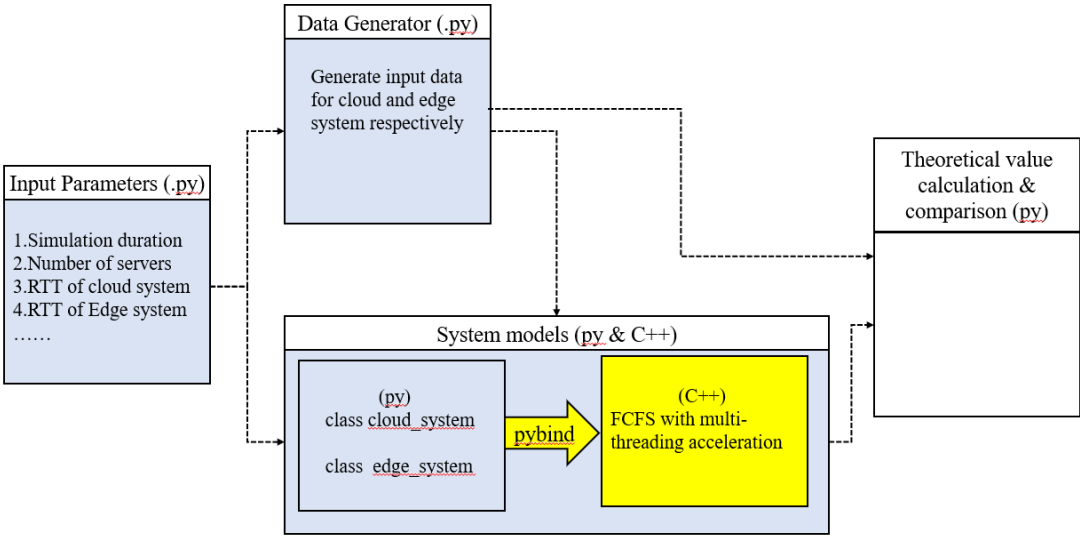 Data Generator (.py)
Generate input data
for cloud and edge
system respectively
Input Parameters (.py)
1.Simulation duration
2.Number of servers
3.RTT of cloud system
4.RTT of Edge system
……
Theoretical value
calculation &
comparison (py)
System models (py & C++)
(py)
class cloud_system
class edge_system
pybind
(C++)
FCFS with multi-
threading acceleration